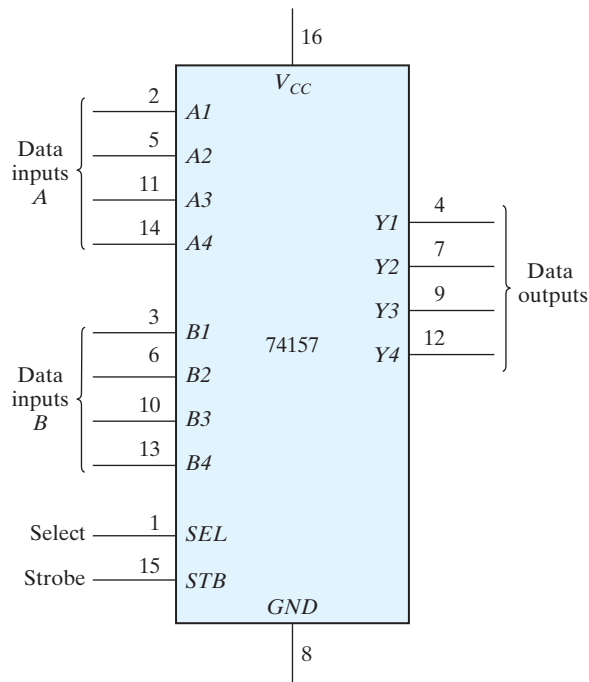 16
V_CC
2
A1
Data
inputs
A
5
A2
11
A3
14
A4
4
Y1
7
Y2
Data
outputs
9
Y3
12
Y4
74157
3
B1
Data
inputs
B
6
B2
10
B3
13
B4
Select
1
SEL
Strobe
15
STB
GND
8